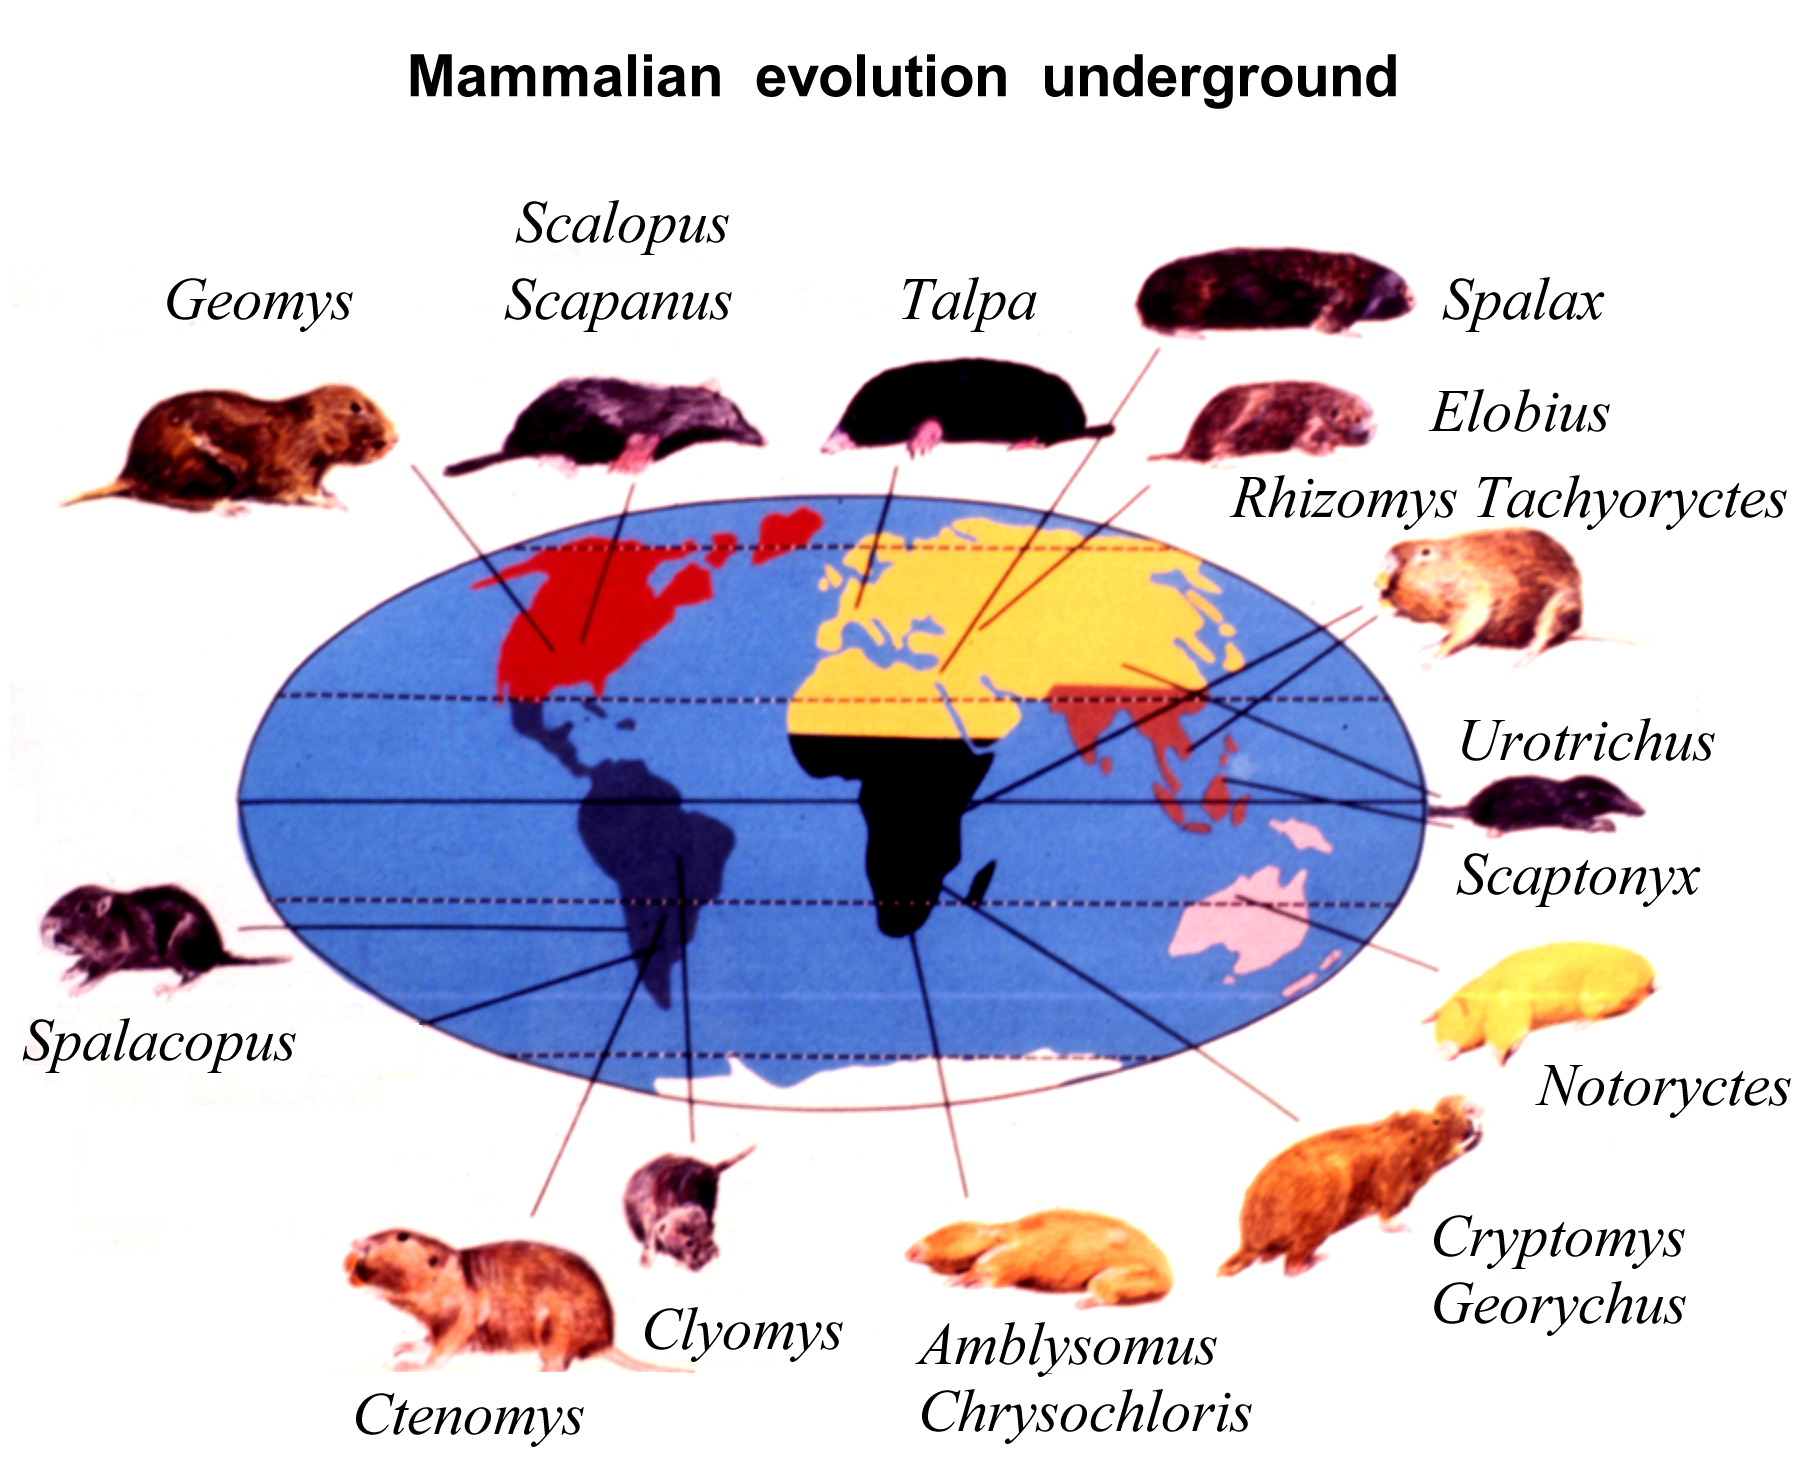 Mammalian evolution underground
Scalopus
Geomys
Scapanus
Talpa
Spalax
Elobius
Rhizomys Tachyoryctes
Urotrichus
Scaptonyx
Spalacopus
Notoryctes
Cryptomys
Georychus
Clyomys
Amblysomus
Chrysochloris
Ctenomys